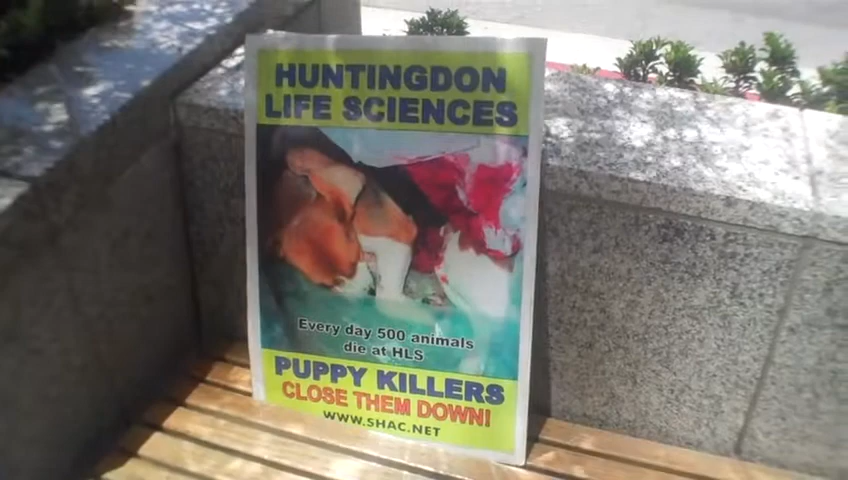 HUNTINGDON
LIFE SCIENCES
Every day 500 animals
die at HLS
PUPPY KILLERS
CLOSE THEM DOWN!
WWW.SHAC.NET